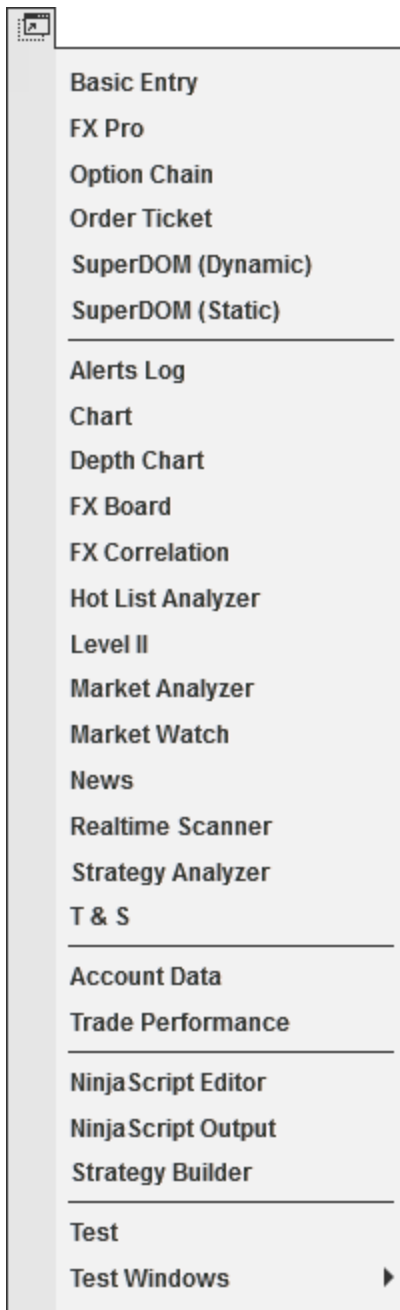 Basic Entry
FX Pro
Option Chain
Order Ticket
SuperDOM (Dynamic)
SuperDOM (Static)
Alerts Log
Chart
Depth Chart
FX Board
FX Correlation
Hot List Analyzer
Level II
Market Analyzer
Market Watch
News
Realtime Scanner
Strategy Analyzer
T & S
Account Data
Trade Performance
NinjaScript Editor
NinjaScript Output
Strategy Builder
Test
Test Windows